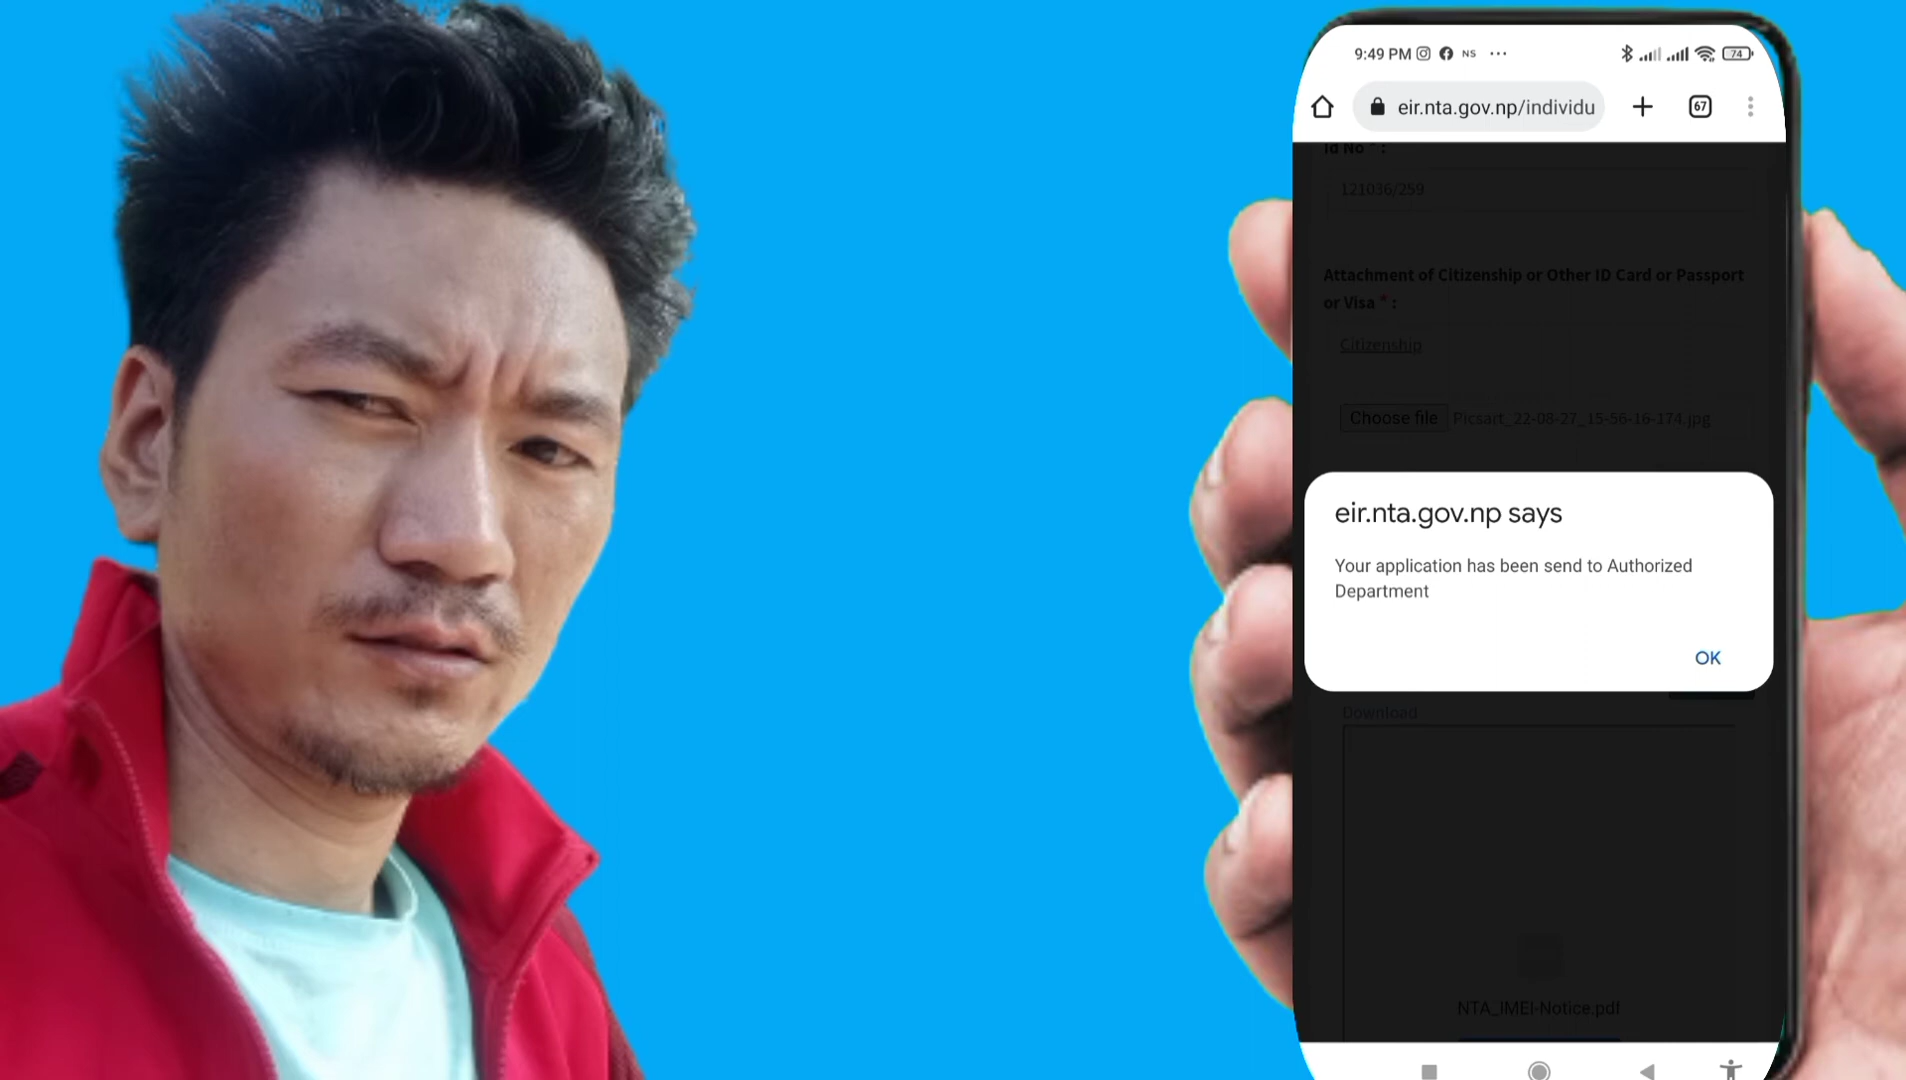 9:49 PM NS ...
74
eir.nta.gov.np/individu
67
Id No * :
121036/259
Attachment of Citizenship or Other ID Card or Passport
or Visa * :
Citizenship
Choose file Picsart_22-08-27_15-56-16-174.jpg
eir.nta.gov.np says
Your application has been send to Authorized
Department
OK
Download
NTA_IMEI-Notice.pdf